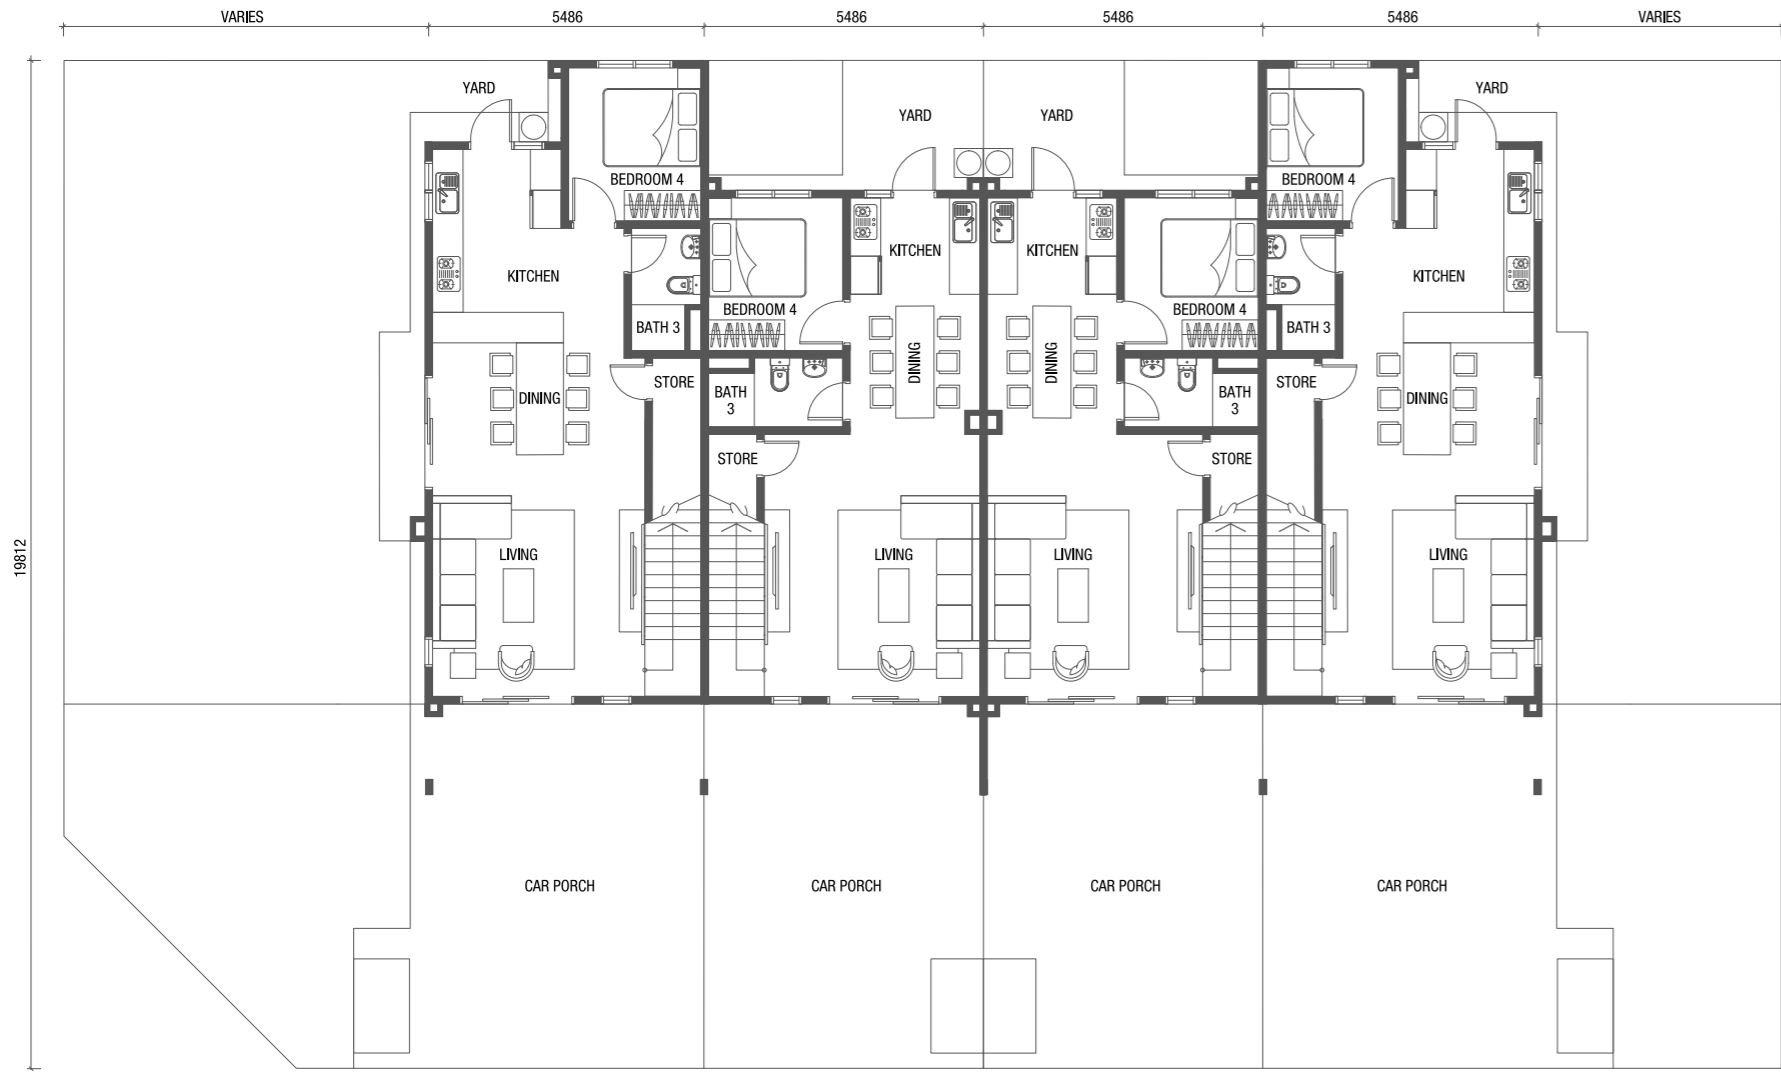 VARIES 5486 5486 5486 5486 VARIES
YARD YARD
YARD YARD
BEDROOM 4 BEDROOM 4
KITCHEN KITCHEN
KITCHEN KITCHEN
BEDROOM 4 BEDROOM 4
BATH 3 BATH 3
DINING DINING
STORE STORE
BATH BATH
3 3
DINING DINING
STORE STORE
LIVING LIVING LIVING LIVING
19812
CAR PORCH CAR PORCH CAR PORCH CAR PORCH